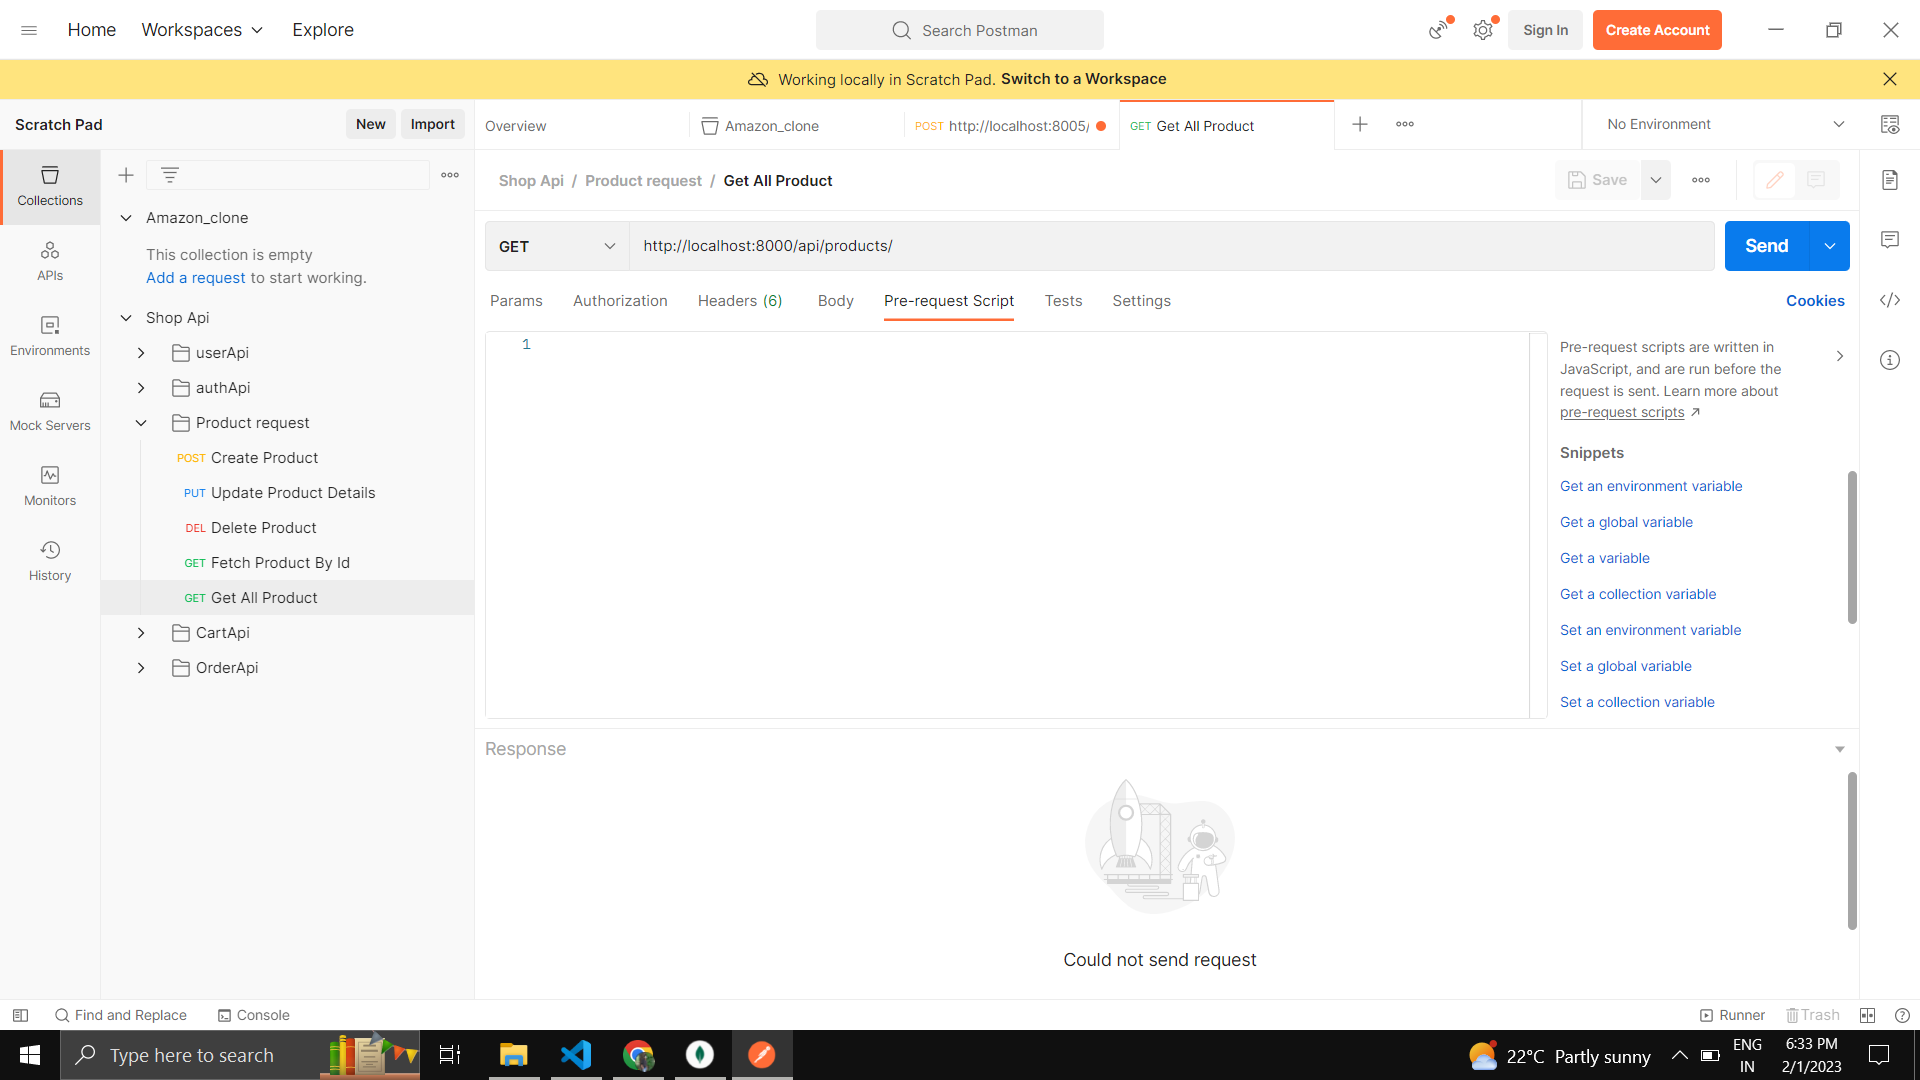 Home
Workspaces
Explore
Search Postman
Sign In
Create Account
Working locally in Scratch Pad. Switch to a Workspace
Scratch Pad
New
Import
Overview
Amazon_clone
POST http://localhost:8005/
GET Get All Product
No Environment
Collections
APIs
Environments
Mock Servers
Monitors
History
Amazon_clone
This collection is empty
Add a request to start working.
Shop Api
userApi
authApi
Product request
POST Create Product
PUT Update Product Details
DEL Delete Product
GET Fetch Product By Id
GET Get All Product
CartApi
OrderApi
Shop Api / Product request / Get All Product
Save
GET
http://localhost:8000/api/products/
Send
Params
Authorization
Headers (6)
Body
Pre-request Script
Tests
Settings
Cookies
1
Pre-request scripts are written in
JavaScript, and are run before the
request is sent. Learn more about
pre-request scripts
Snippets
Get an environment variable
Get a global variable
Get a variable
Get a collection variable
Set an environment variable
Set a global variable
Set a collection variable
Response
Could not send request
Find and Replace
Console
Runner
Trash
Type here to search
22°C Partly sunny
ENG
IN
6:33 PM
2/1/2023